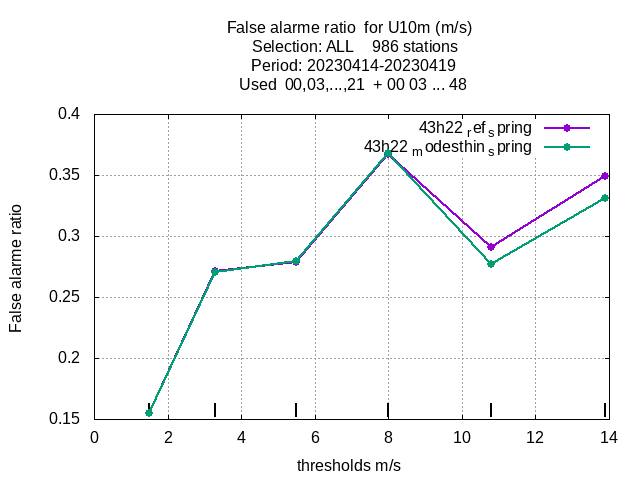 False alarme ratio  for U10m (m/s)
Selection: ALL    986 stations
Period: 20230414-20230419
Used  00,03,...,21  + 00 03 ... 48
0.4
0.35
0.3
0.25
0.2
0.15
False alarme ratio
43h22 ref spring
43h22 modesthin spring
0 2 4 6 8 10 12 14
thresholds m/s